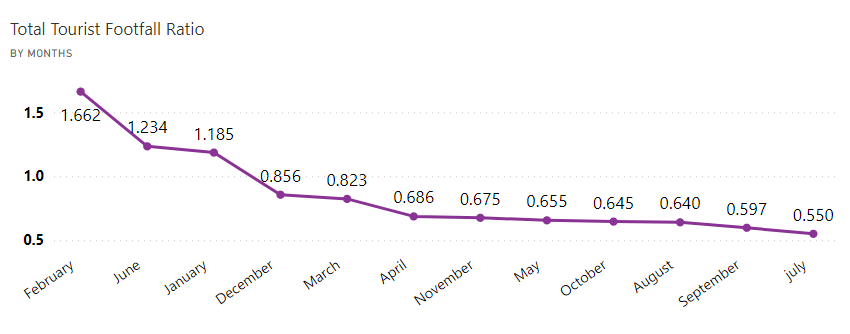 Total Tourist Footfall Ratio
BY MONTHS
1.5
1.0
0.5
1.662
1.234
1.185
0.856
0.823
0.686
0.675
0.655
0.645
0.640
0.597
0.550
February
June
January
December
March
April
November
May
October
August
September
july